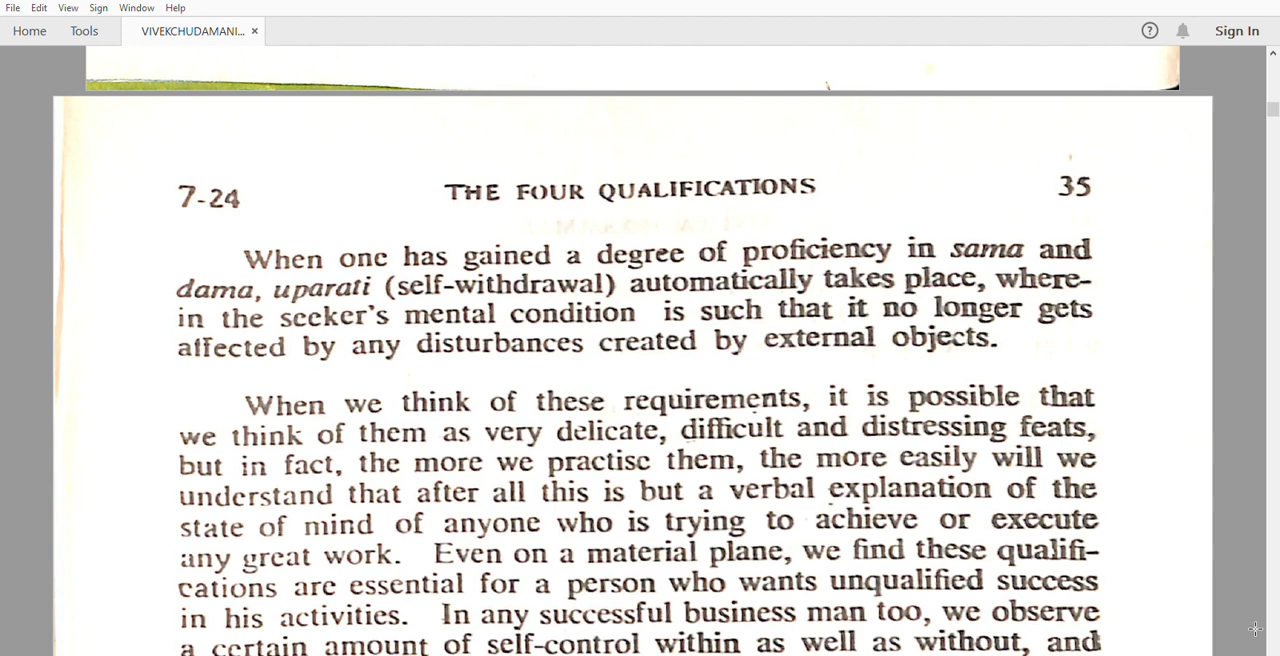 File Edit View Sign Window Help
Home Tools VIVEKCHUDAMANI... × ? Sign In
7-24 THE FOUR QUALIFICATIONS 35
When one has gained a degree of proficiency in sama and
dama, uparati (self-withdrawal) automatically takes place, where-
in the seeker's mental condition is such that it no longer gets
affected by any disturbances created by external objects.
When we think of these requirements, it is possible that
we think of them as very delicate, difficult and distressing feats,
but in fact, the more we practise them, the more easily will we
understand that after all this is but a verbal explanation of the
state of mind of anyone who is trying to achieve or execute
any great work. Even on a material plane, we find these qualifi-
cations are essential for a person who wants unqualified success
in his activities. In any successful business man too, we observe
a certain amount of self-control within as well as without, and